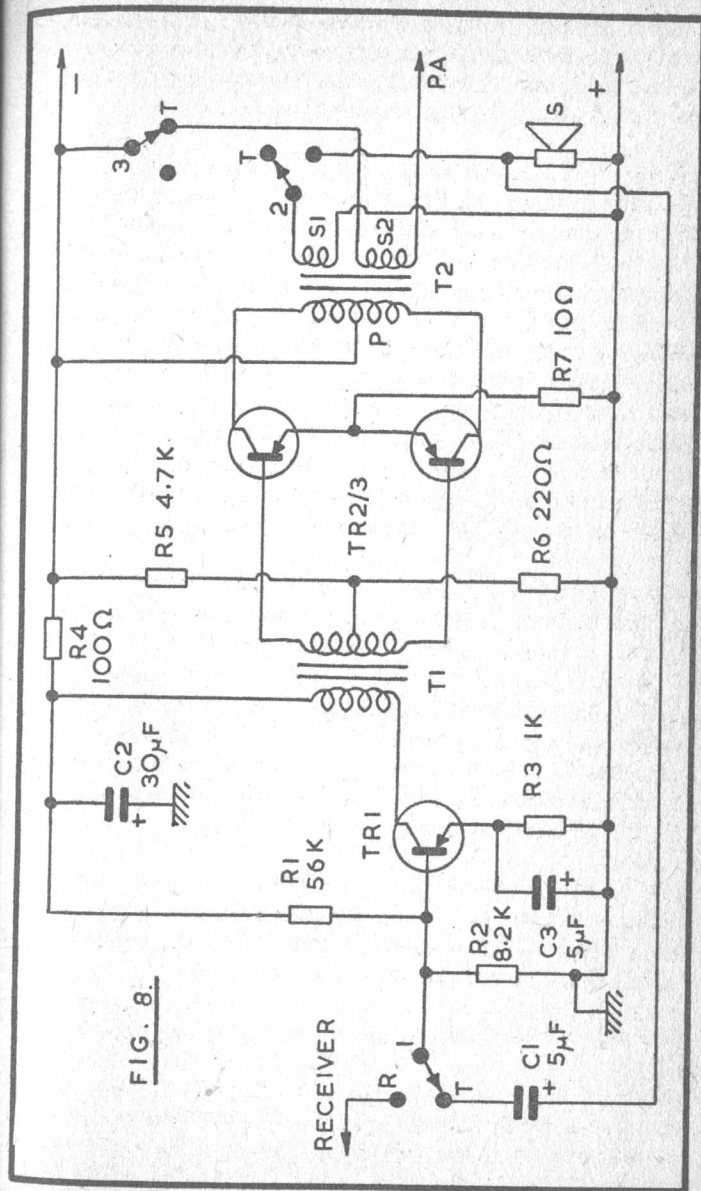 FIG. 8.
RECEIVER
R
T
1
C1
5µF
R1
56K
R2
8.2K
C3
5µF
+
+
TR1
R3 1K
C2
30µF
+
R4
100Ω
T1
R5 4.7K
TR2/3
R6 220Ω
R7 10Ω
P
T2
S1
S2
3
T
2
T
−
PA
+
S